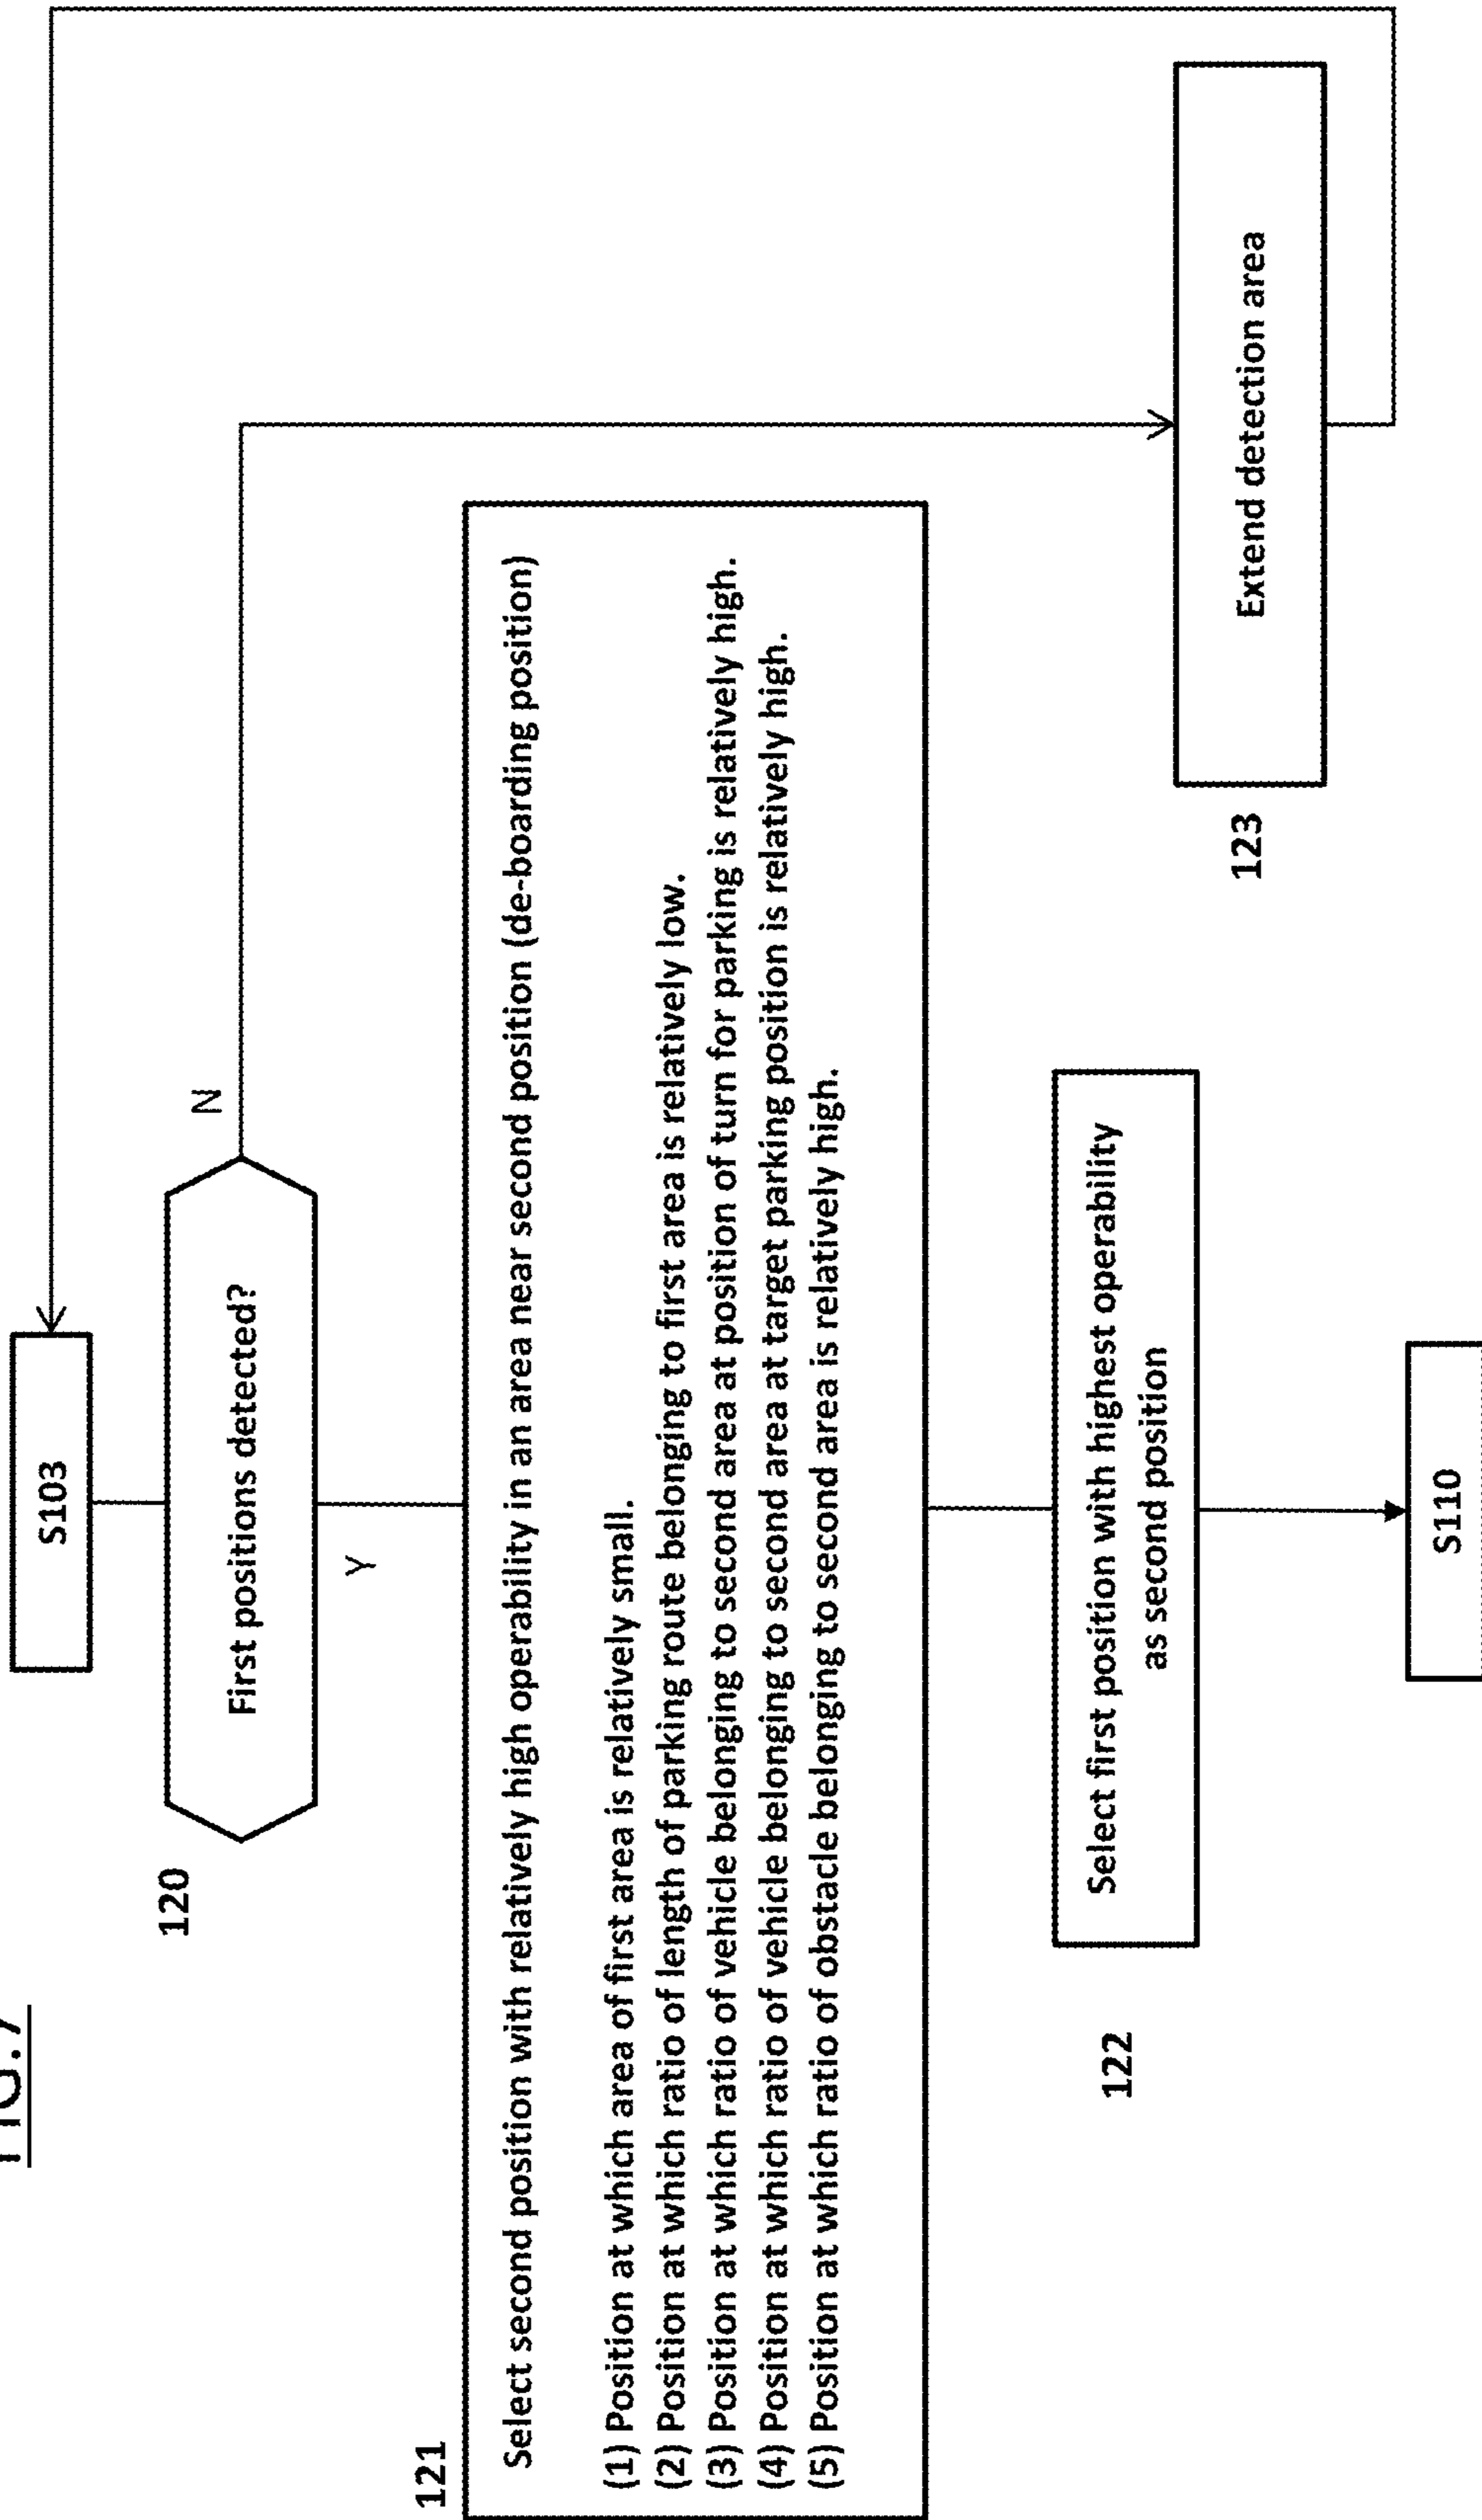 FIG.7
S103
120
First positions detected?
N
Y
121
Select second position with relatively high operability in an area near second position (de-boarding position)
(1) Position at which area of first area is relatively small.
(2) Position at which ratio of length of parking route belonging to first area is relatively low.
(3) Position at which ratio of vehicle belonging to second area at position of turn for parking is relatively high.
(4) Position at which ratio of vehicle belonging to second area at target parking position is relatively high.
(5) Position at which ratio of obstacle belonging to second area is relatively high.
122
Select first position with highest operability
as second position
123
Extend detection area
S110